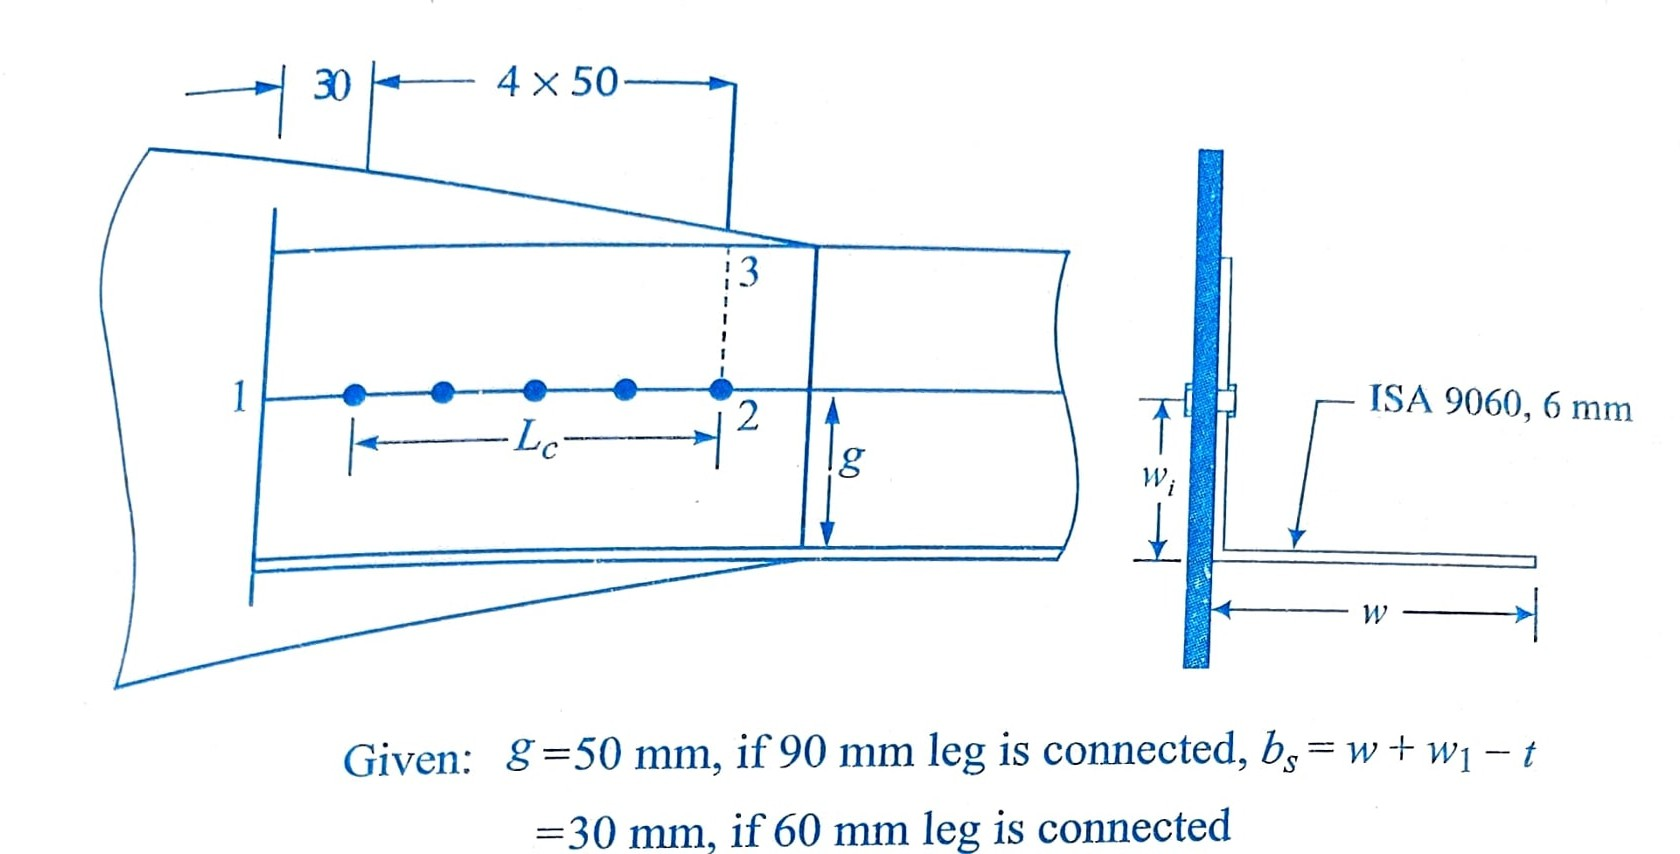 30
4 × 50
3
1
2
L_c
g
w_i
ISA 9060, 6 mm
w
Given: g=50 mm, if 90 mm leg is connected, b_s = w + w_1 − t
=30 mm, if 60 mm leg is connected